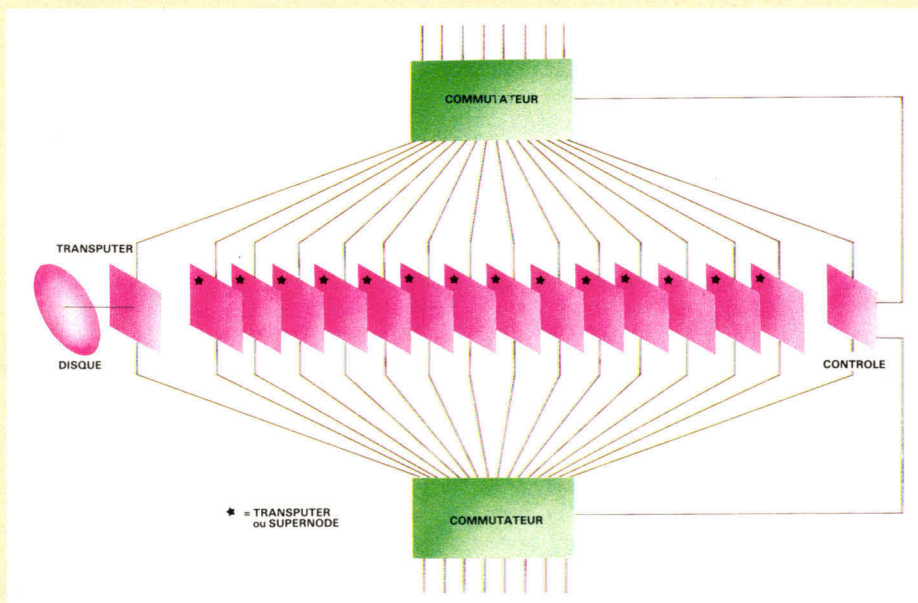 COMMUTATEUR
TRANSPUTER
DISQUE
CONTROLE
★ = TRANSPUTER
ou SUPERNODE
COMMUTATEUR